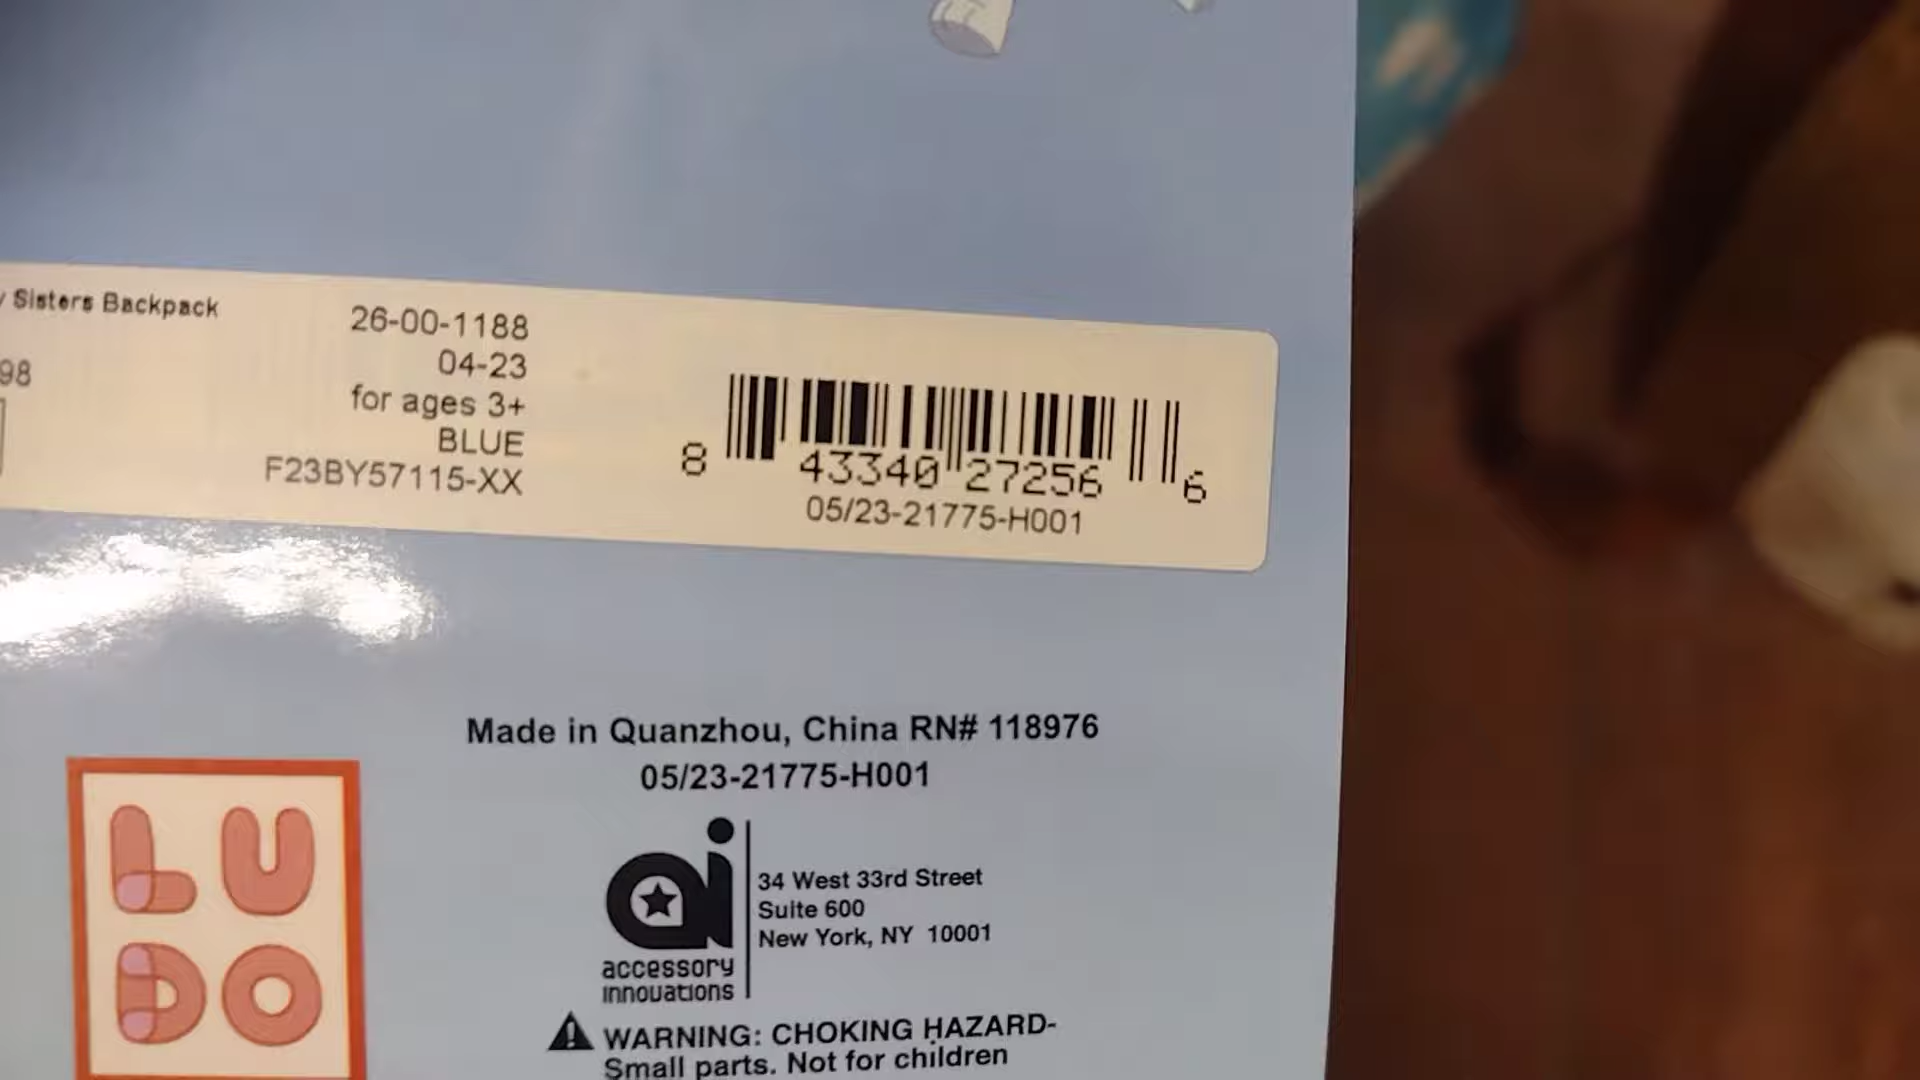 Sisters Backpack
98
26-00-1188
04-23
for ages 3+
BLUE
F23BY57115-XX
8 43340 27256 6
05/23-21775-H001
Made in Quanzhou, China RN# 118976
05/23-21775-H001
LU
DO
ai
accessory
innovations
34 West 33rd Street
Suite 600
New York, NY 10001
WARNING: CHOKING HAZARD-
Small parts. Not for children